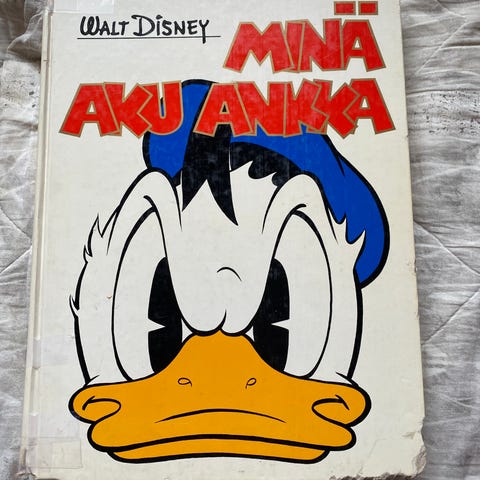 WALT DISNEY
MINÄ
AKU ANKKA